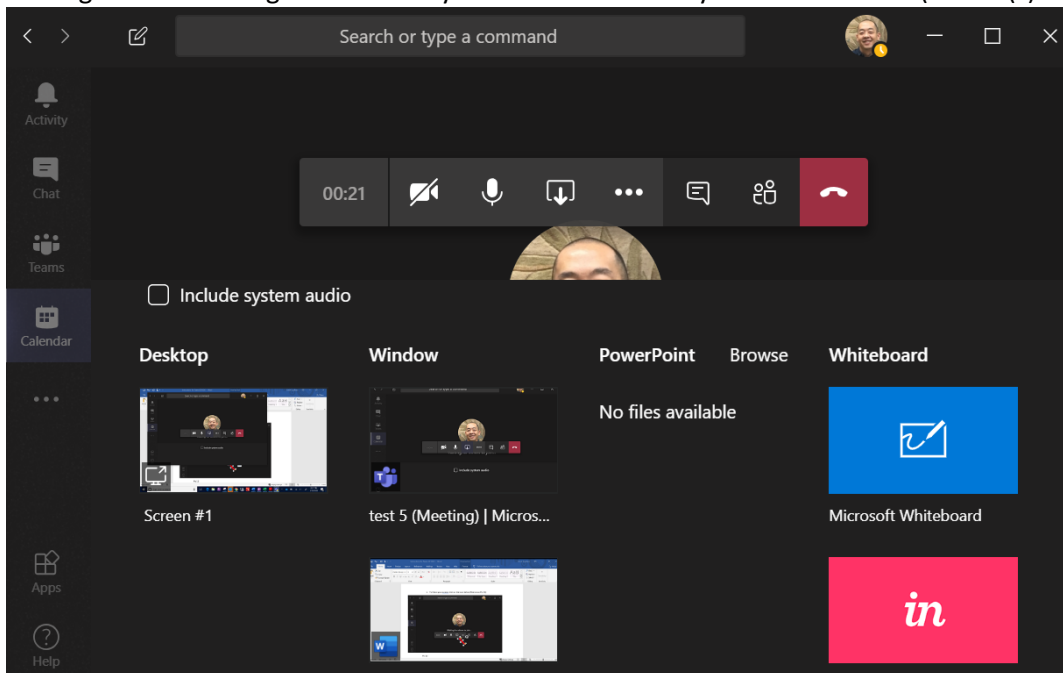 Search or type a command
Activity
Chat
Teams
Calendar
Apps
Help
00:21
Include system audio
Desktop
Window
PowerPoint
Browse
Whiteboard
No files available
Screen #1
test 5 (Meeting) | Micros...
Microsoft Whiteboard
in